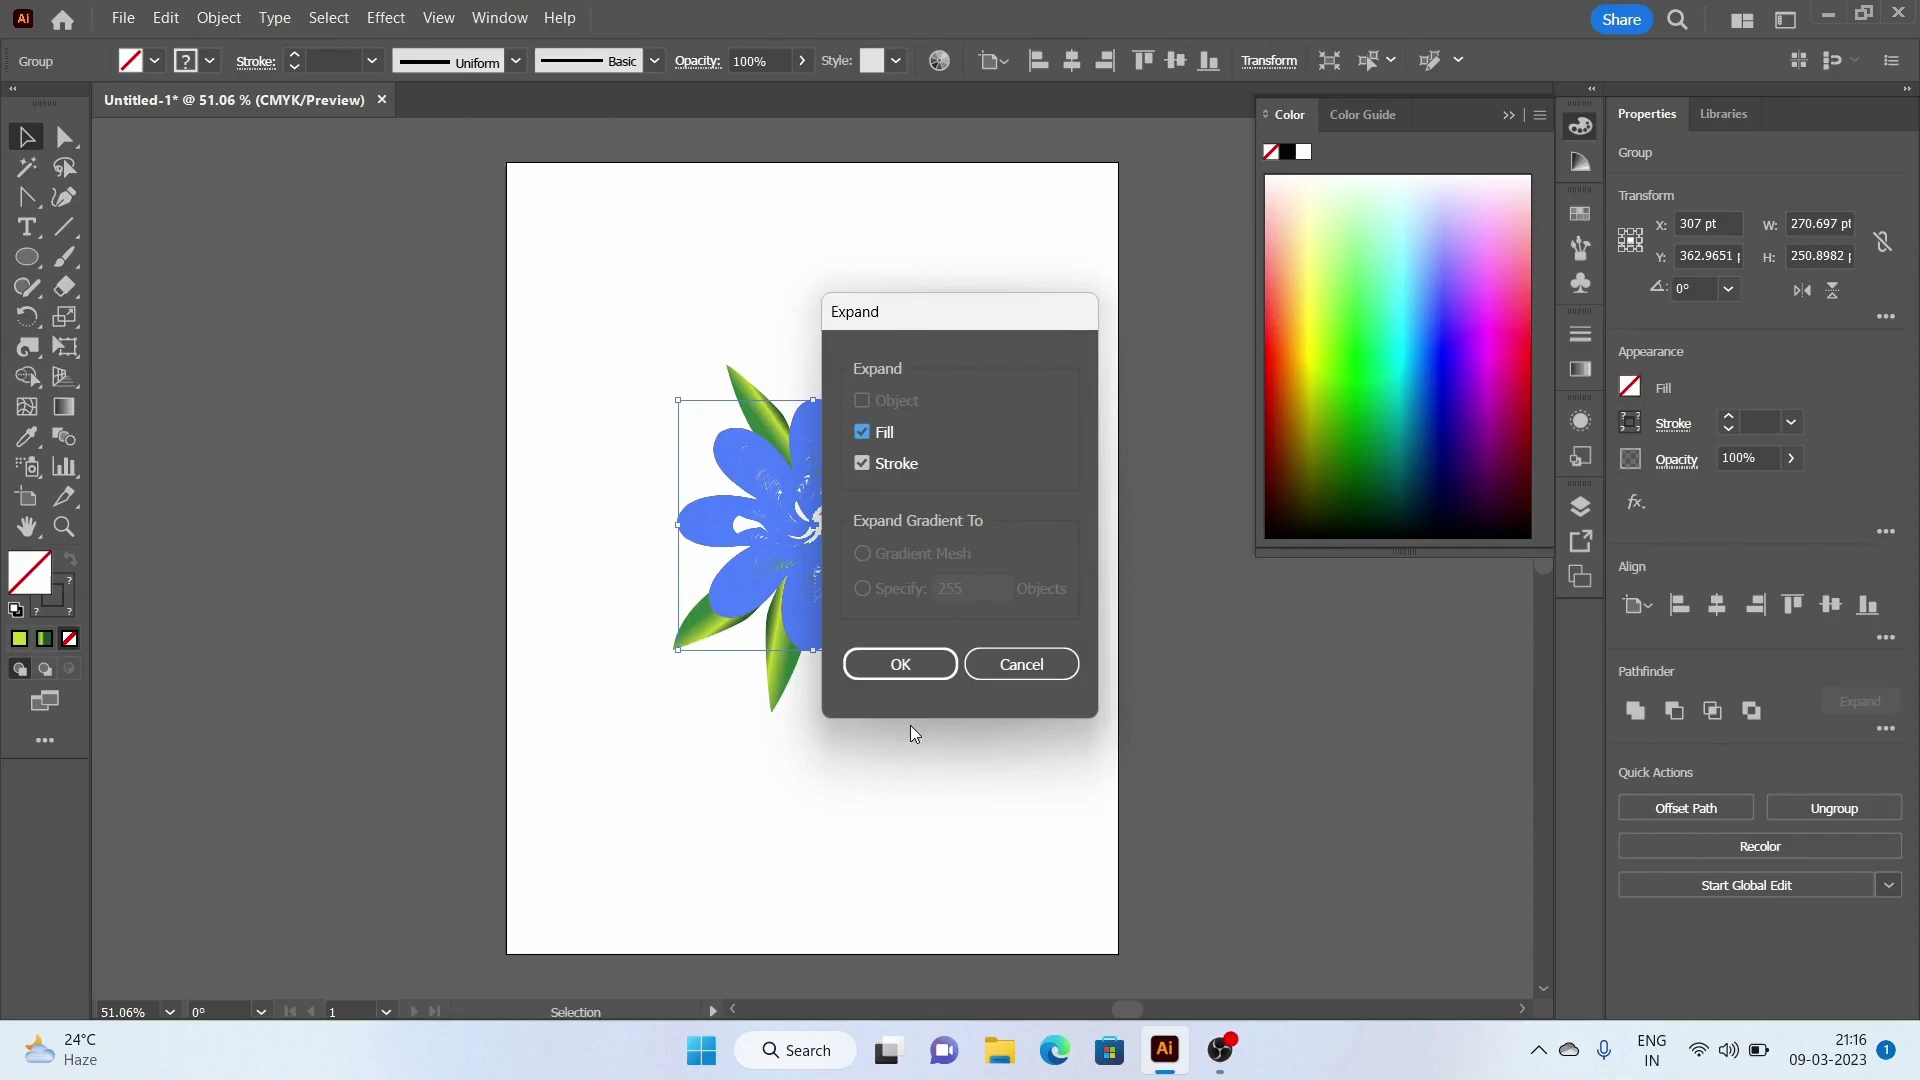 Ai File Edit Object Type Select Effect View Window Help Share
Group ? Stroke: Uniform Basic Opacity: 100% Style: Transform
Untitled-1* @ 51.06 % (CMYK/Preview)
Color Color Guide
Properties Libraries
Group
Transform
X: 307 pt W: 270.697 pt
Y: 362.9651 H: 250.8982
0°
Appearance
Fill
Stroke
Opacity 100%
fx.
Align
Pathfinder
Expand
Quick Actions
Offset Path Ungroup
Recolor
Start Global Edit
Expand
Expand
Object
Fill
Stroke
Expand Gradient To
Gradient Mesh
Specify: 255 Objects
OK Cancel
51.06% 0° 1 Selection
24°C
Haze
Search
Ai
ENG
IN
21:16
09-03-2023
1